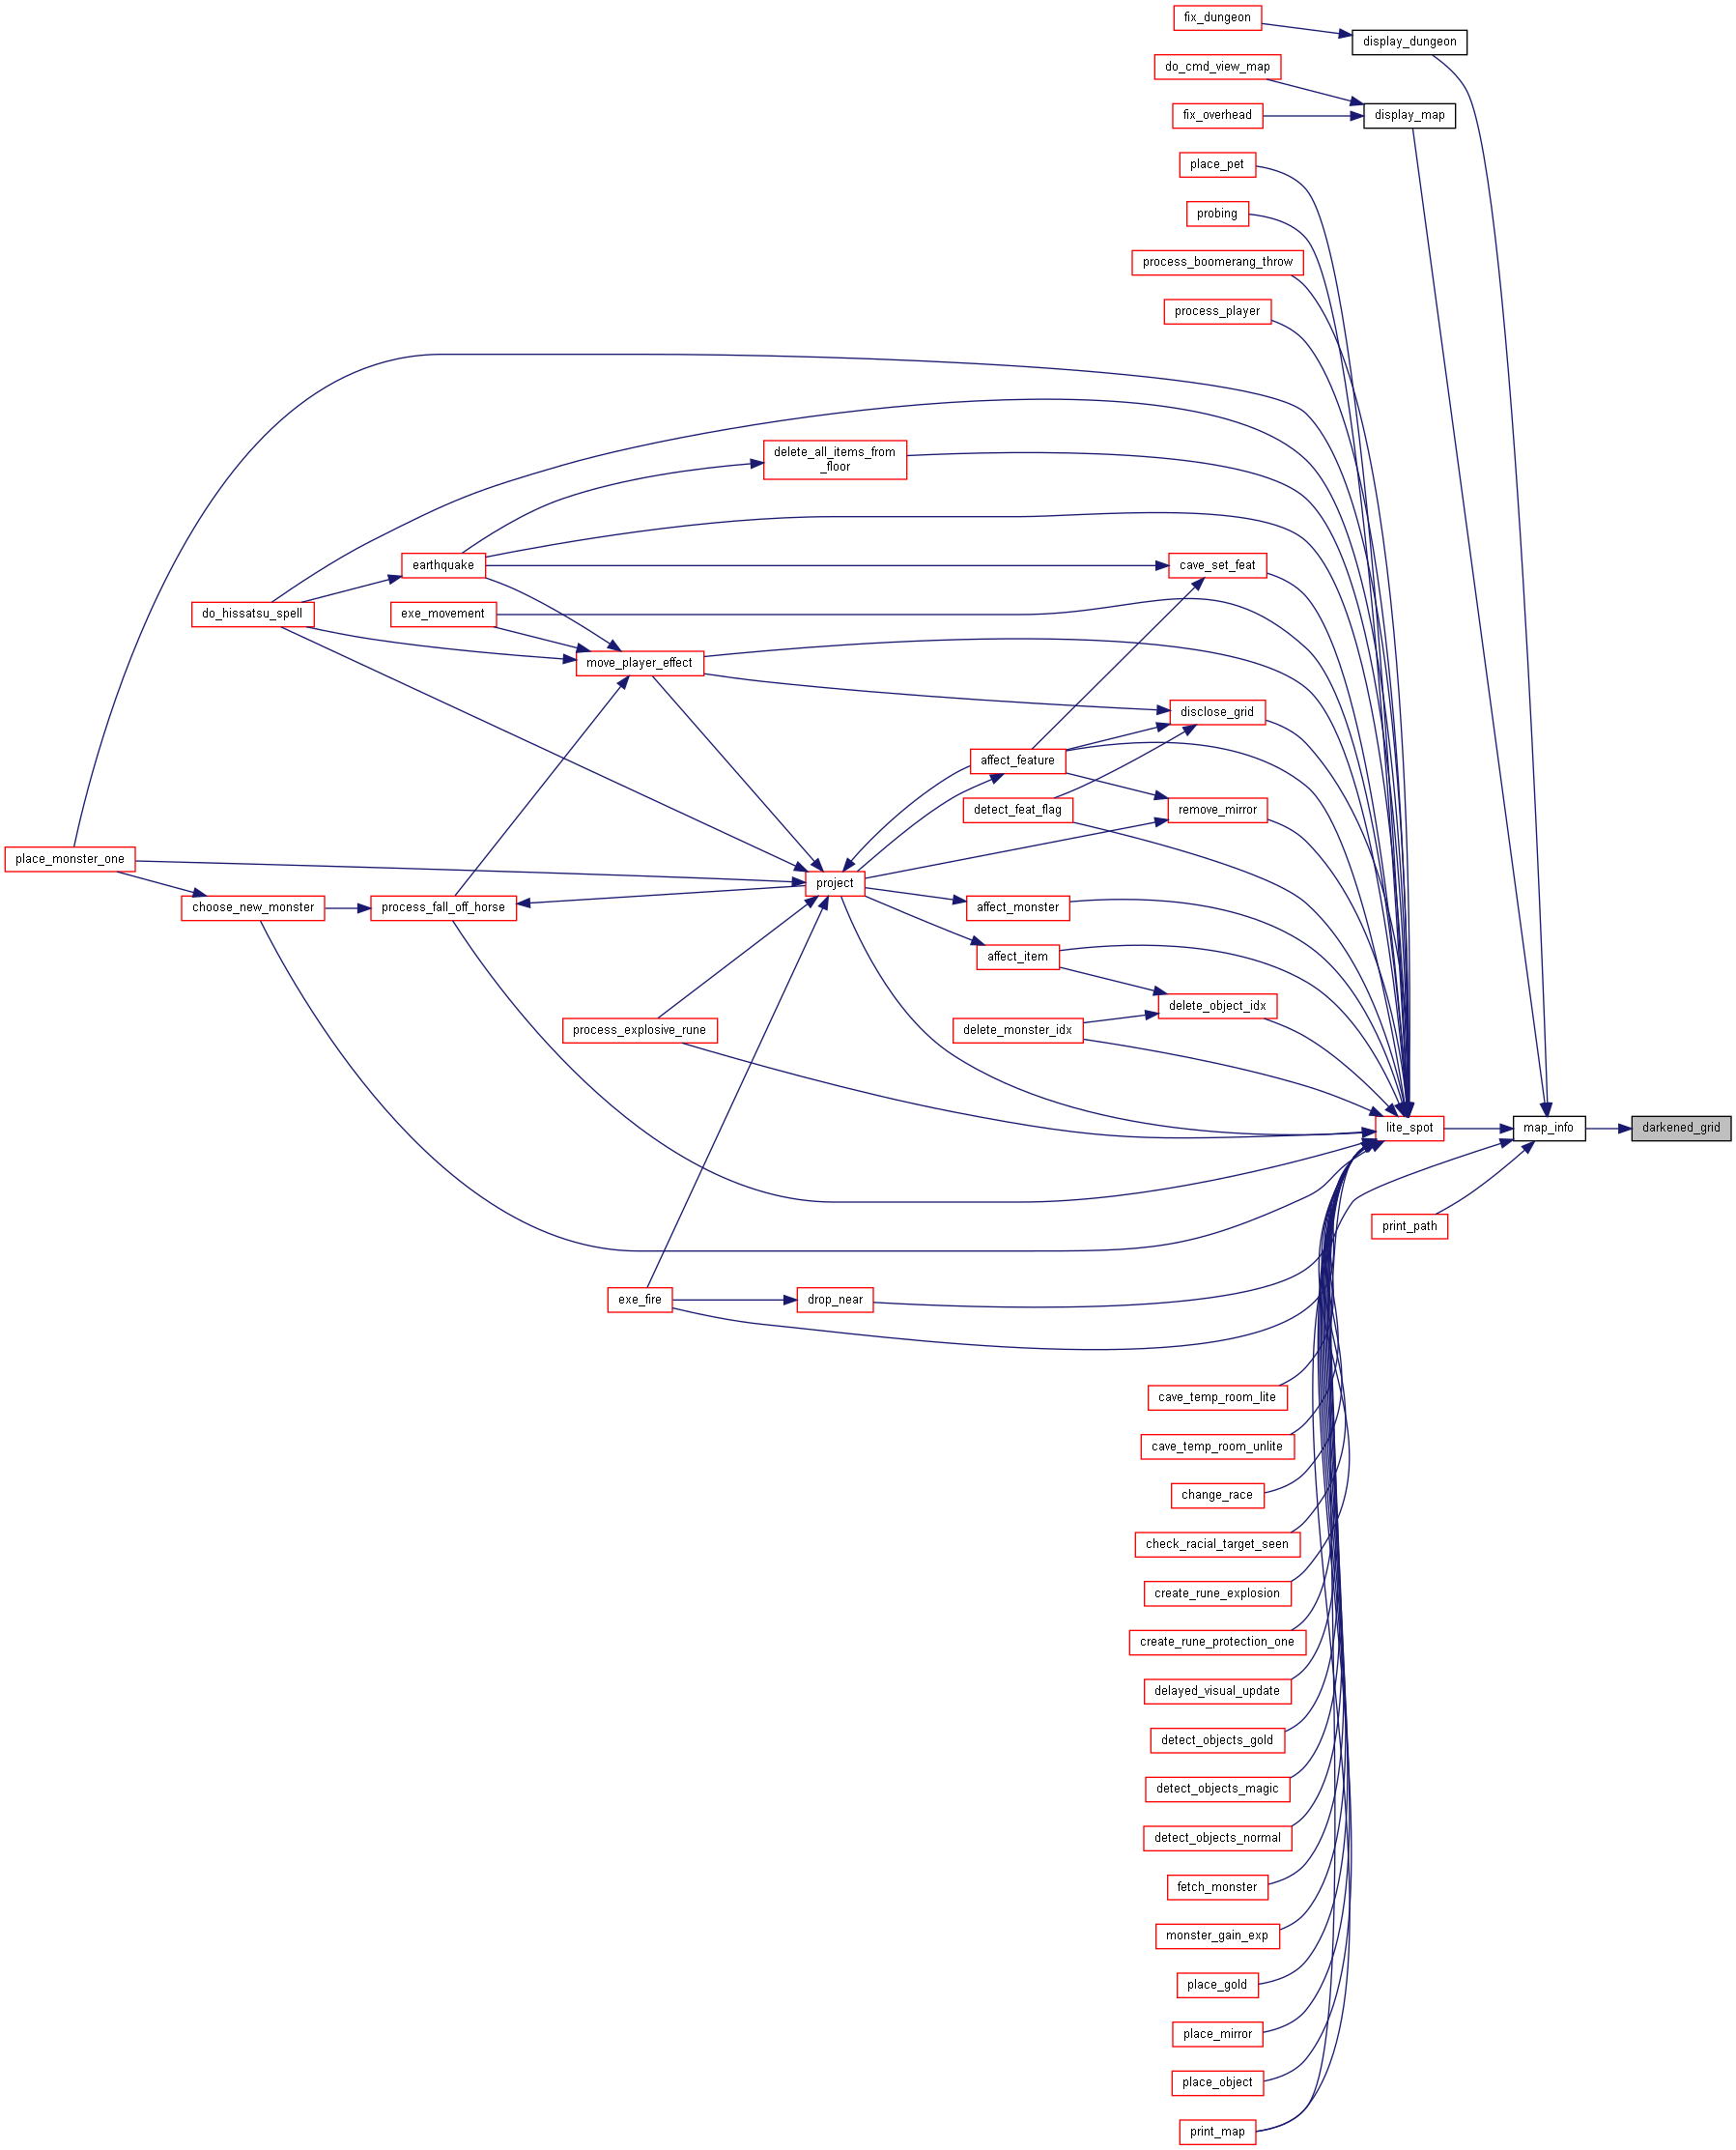 fix_dungeon
display_dungeon
do_cmd_view_map
fix_overhead
display_map
place_pet
probing
process_boomerang_throw
process_player
delete_all_items_from
_floor
earthquake
cave_set_feat
do_hissatsu_spell
exe_movement
move_player_effect
disclose_grid
affect_feature
detect_feat_flag
remove_mirror
place_monster_one
project
choose_new_monster
process_fall_off_horse
affect_monster
affect_item
delete_object_idx
process_explosive_rune
delete_monster_idx
lite_spot
map_info
darkened_grid
print_path
exe_fire
drop_near
cave_temp_room_lite
cave_temp_room_unlite
change_race
check_racial_target_seen
create_rune_explosion
create_rune_protection_one
delayed_visual_update
detect_objects_gold
detect_objects_magic
detect_objects_normal
fetch_monster
monster_gain_exp
place_gold
place_mirror
place_object
print_map